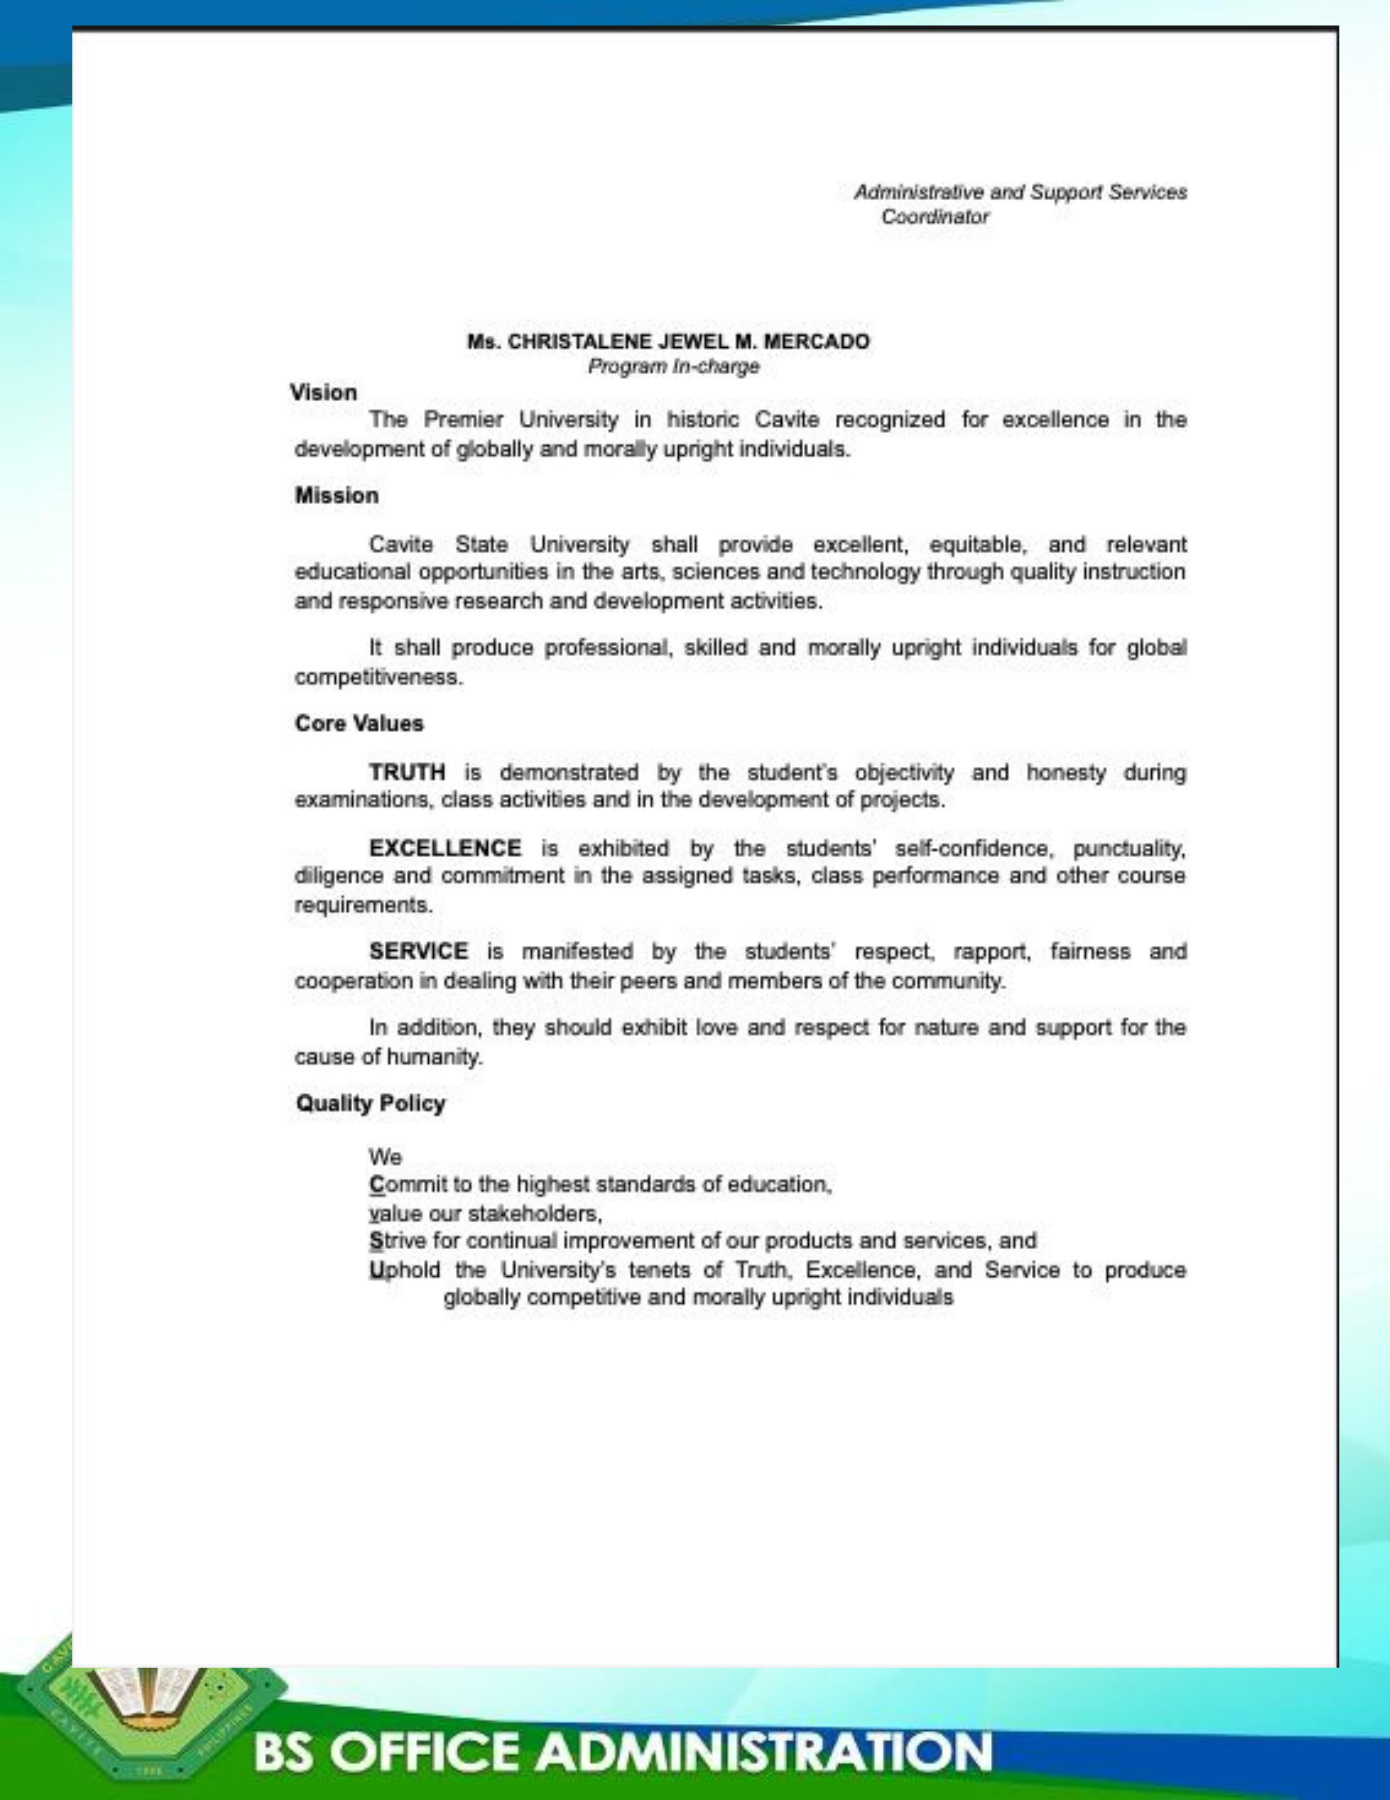 Administrative and Support Services
Coordinator
Ms. CHRISTALENE JEWEL M. MERCADO
Program In-charge
Vision
The Premier University in historic Cavite recognized for excellence in the
development of globally and morally upright individuals.
Mission
Cavite State University shall provide excellent, equitable, and relevant
educational opportunities in the arts, sciences and technology through quality instruction
and responsive research and development activities.
It shall produce professional, skilled and morally upright individuals for global
competitiveness.
Core Values
TRUTH is demonstrated by the student's objectivity and honesty during
examinations, class activities and in the development of projects.
EXCELLENCE is exhibited by the students' self-confidence, punctuality,
diligence and commitment in the assigned tasks, class performance and other course
requirements.
SERVICE is manifested by the students' respect, rapport, fairness and
cooperation in dealing with their peers and members of the community.
In addition, they should exhibit love and respect for nature and support for the
cause of humanity.
Quality Policy
We
Commit to the highest standards of education,
value our stakeholders,
Strive for continual improvement of our products and services, and
Uphold the University's tenets of Truth, Excellence, and Service to produce
globally competitive and morally upright individuals
CAVITE
PHILIPPINES
BS OFFICE ADMINISTRATION